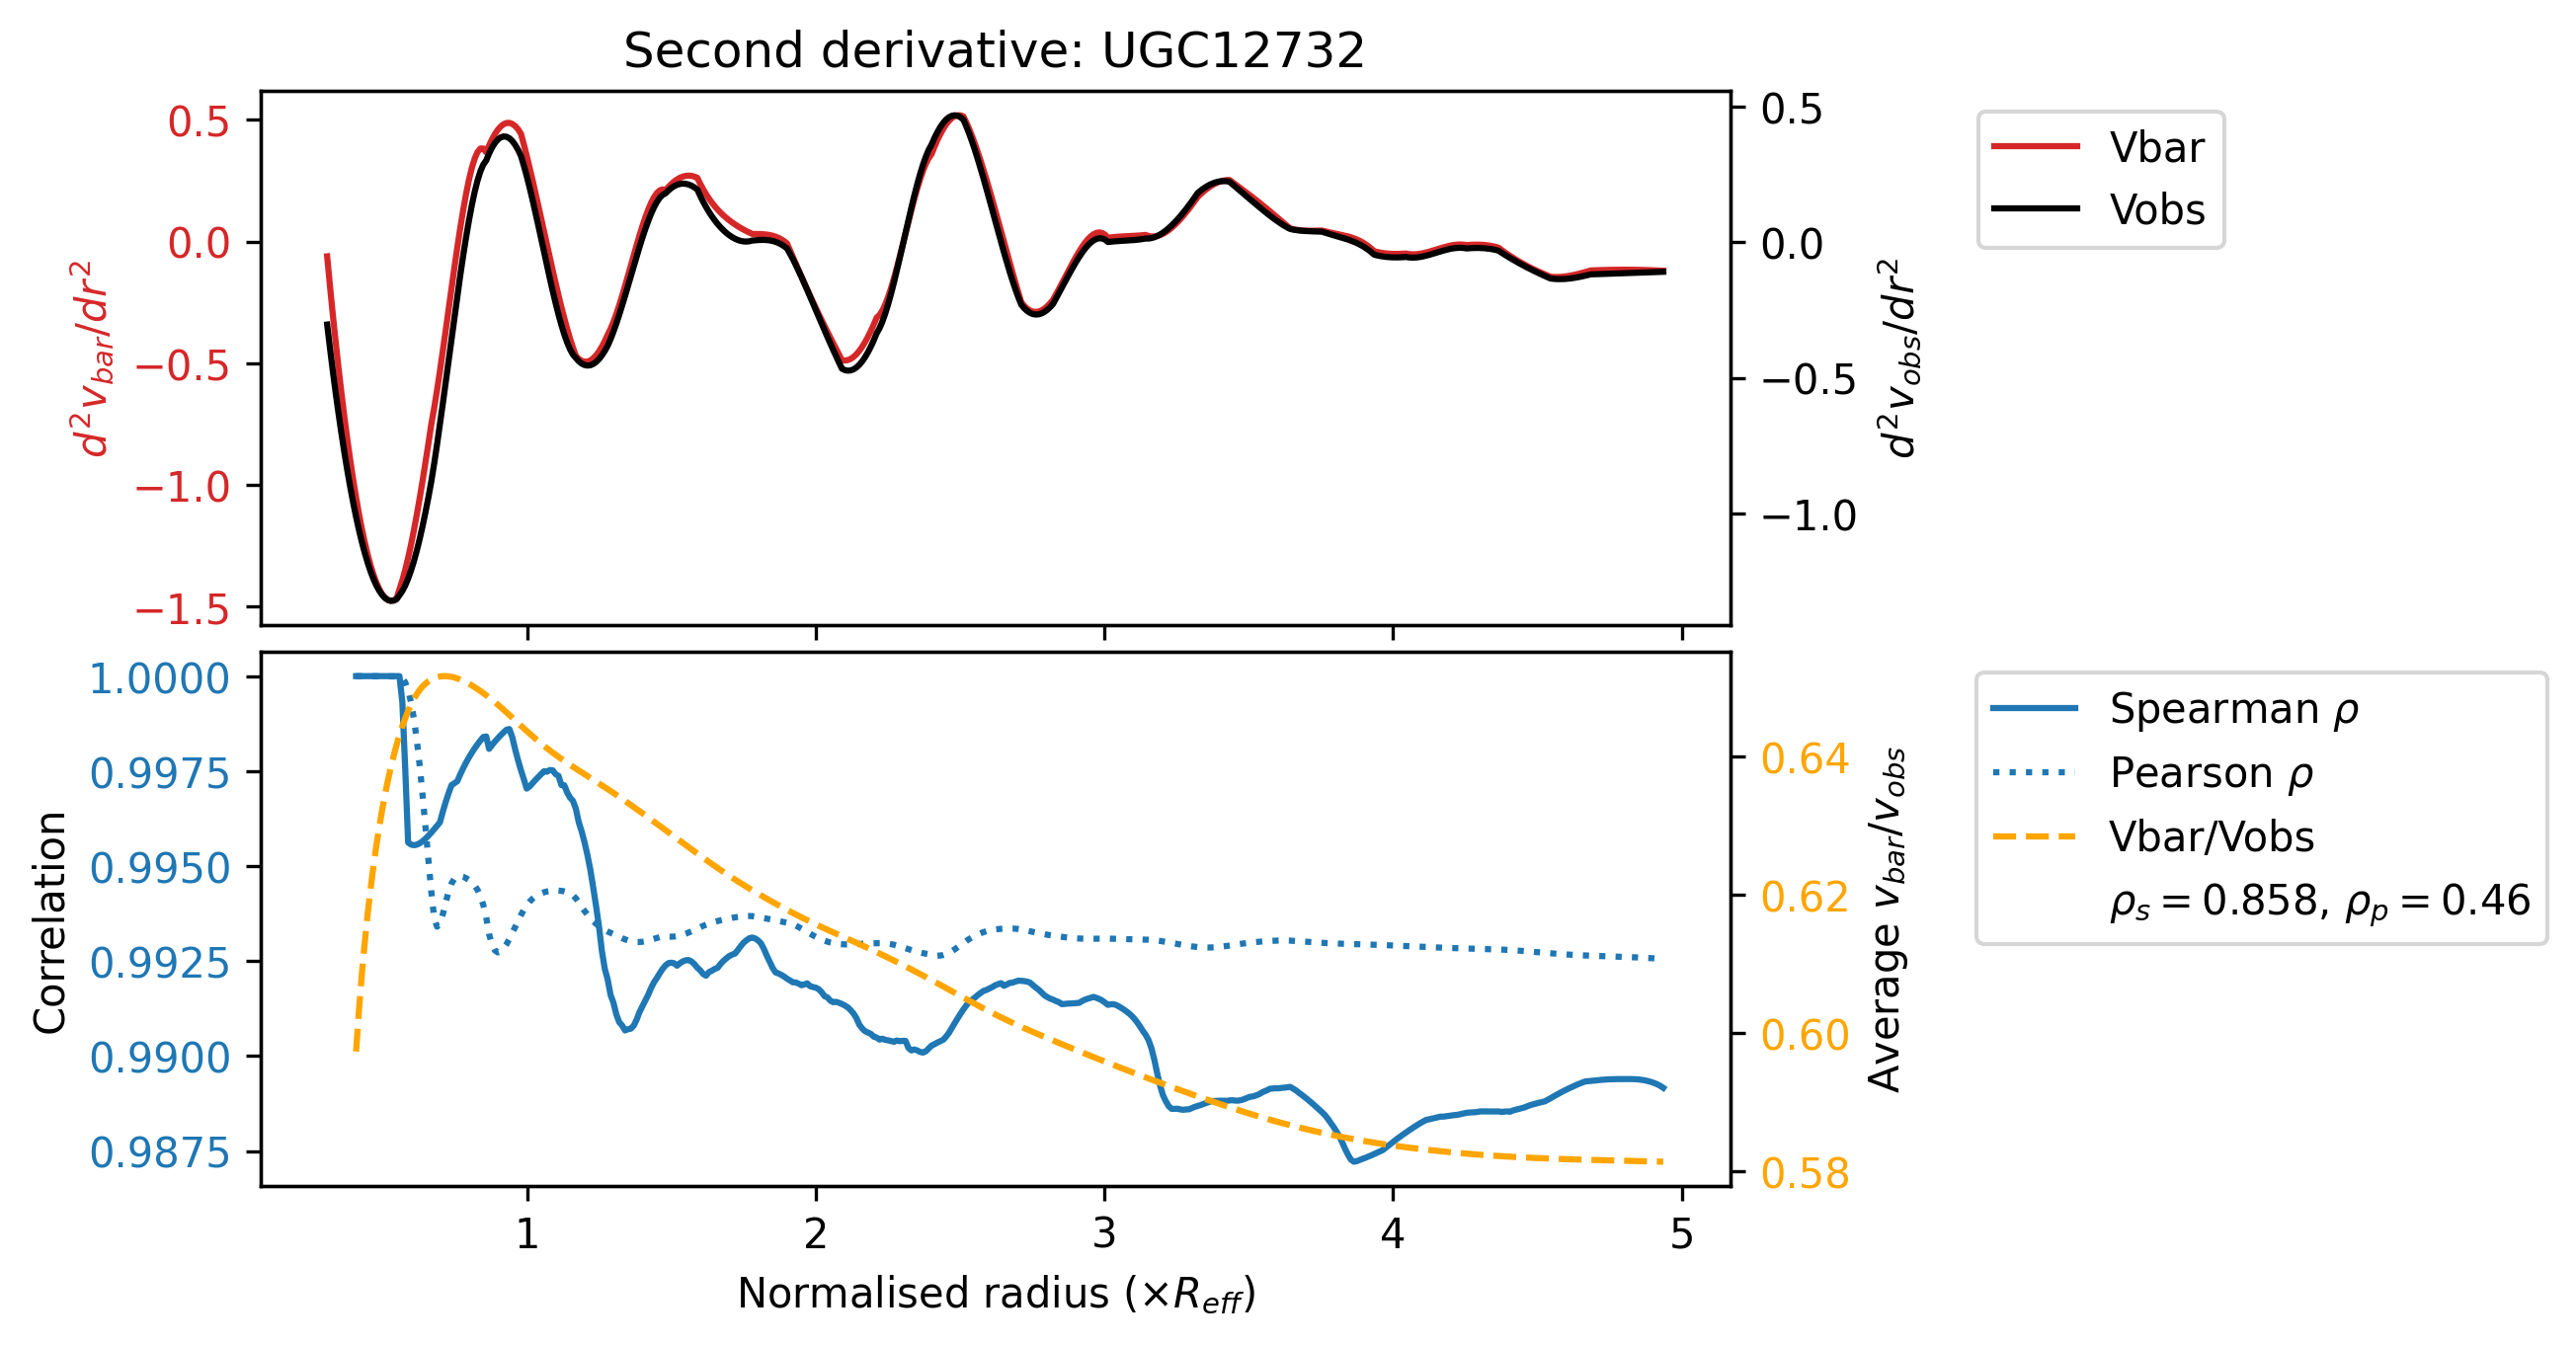 Second derivative: UGC12732
0.5
0.0
−0.5
−1.0
−1.5
d²v_bar/dr²
0.5
0.0
−0.5
−1.0
d²v_obs/dr²
Vbar
Vobs
1.0000
0.9975
0.9950
0.9925
0.9900
0.9875
Correlation
0.64
0.62
0.60
0.58
Average v_bar/v_obs
Spearman ρ
Pearson ρ
Vbar/Vobs
ρ_s = 0.858, ρ_p = 0.46
1 2 3 4 5
Normalised radius (×R_eff)